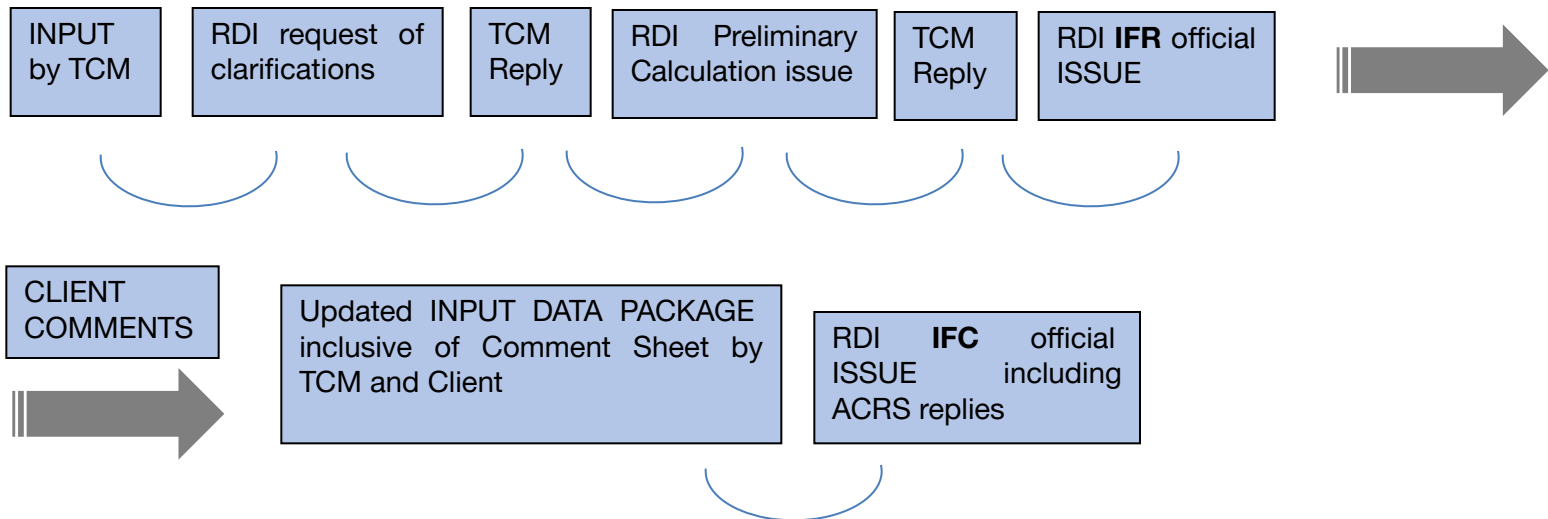 INPUT
by TCM
RDI request of
clarifications
TCM
Reply
RDI Preliminary
Calculation issue
TCM
Reply
RDI IFR official
ISSUE
CLIENT
COMMENTS
Updated INPUT DATA PACKAGE
inclusive of Comment Sheet by
TCM and Client
RDI IFC official
ISSUE including
ACRS replies